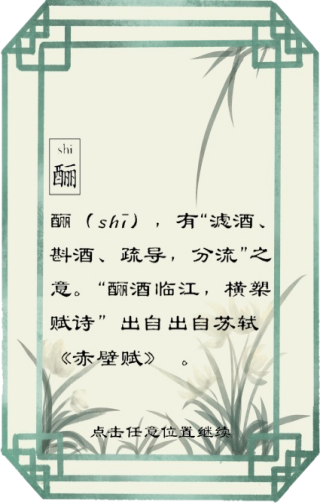 shi
酾
酾（shī），有“滤酒、
斟酒、疏导，分流”之
意。“酾酒临江，横槊
赋诗”出自出自苏轼
《赤壁赋》。
点击任意位置继续